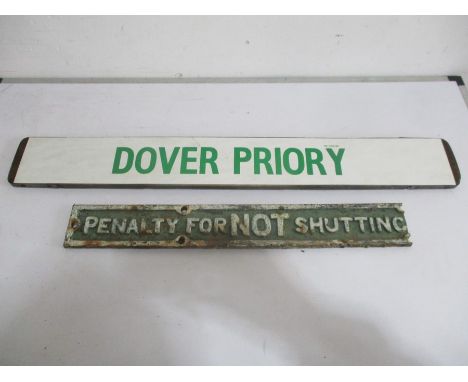 DOVER PRIORY
PENALTY FOR NOT SHUTTING